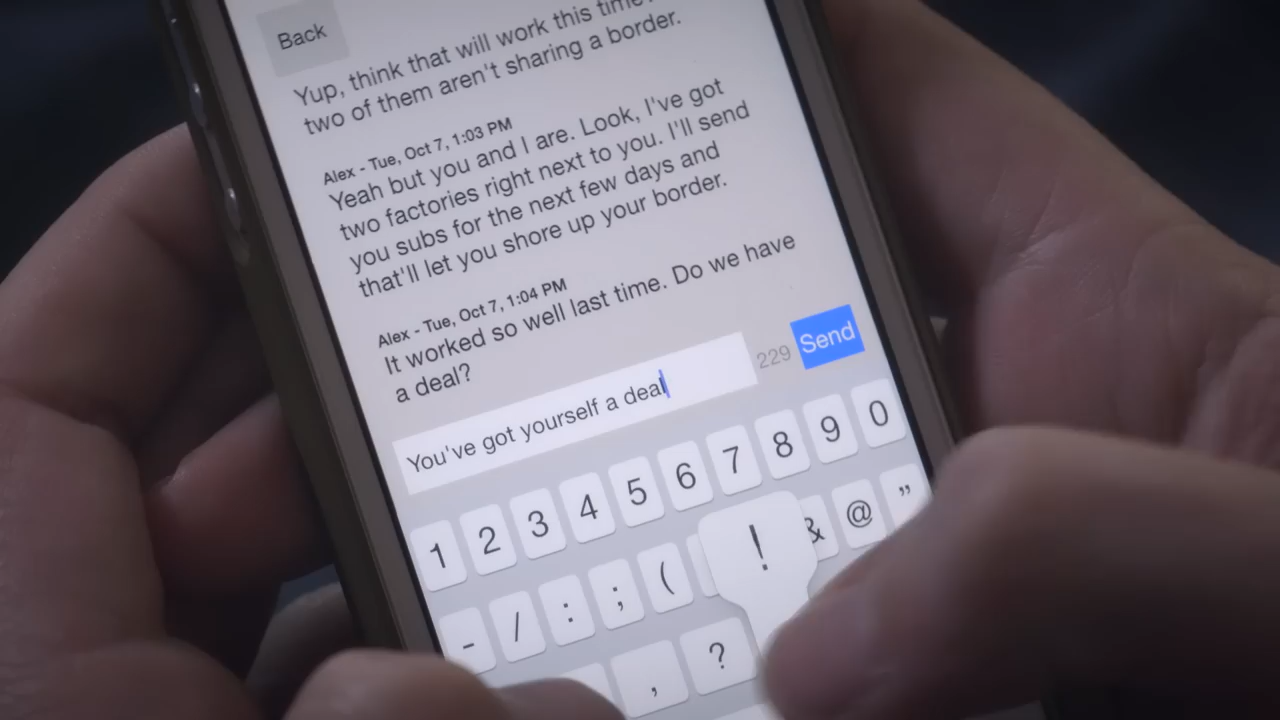 Back
Yup, think that will work this time?
two of them aren't sharing a border.
Alex - Tue, Oct 7, 1:03 PM
Yeah but you and I are. Look, I've got
two factories right next to you. I'll send
you subs for the next few days and
that'll let you shore up your border.
Alex - Tue, Oct 7, 1:04 PM
It worked so well last time. Do we have
a deal?
You've got yourself a deal
229
Send
1 2 3 4 5 6 7 8 9 0
- / : ; ( ! & @ ”
, ?